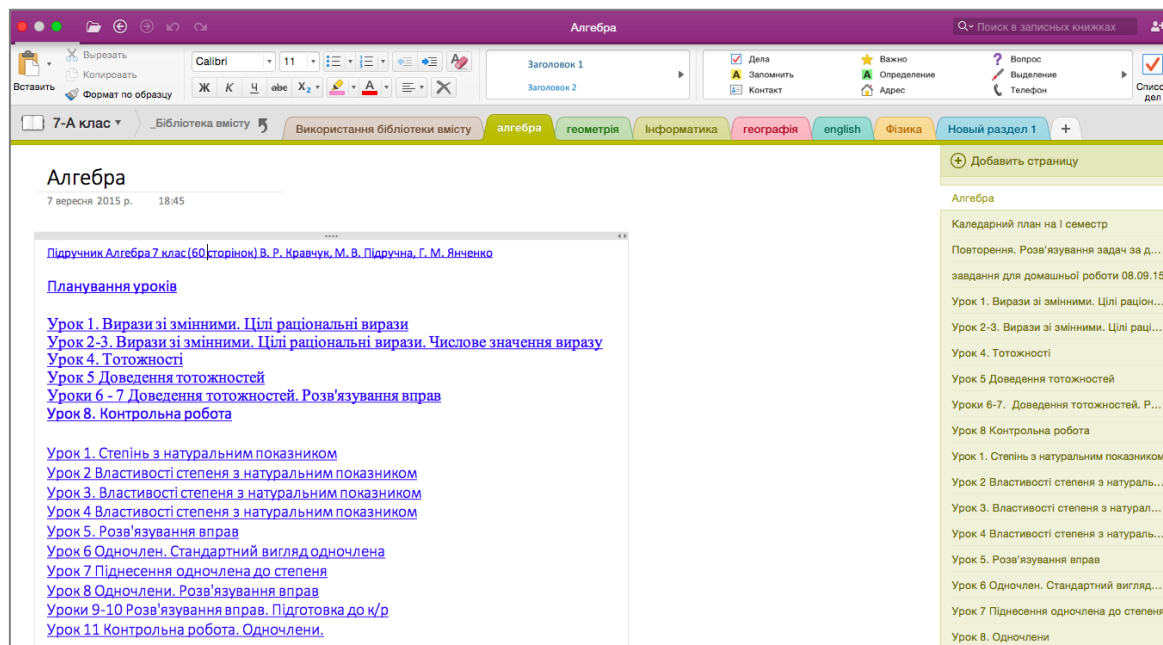 Алгебра
Поиск в записных книжках
Вставить
Вырезать
Копировать
Формат по образцу
Calibri 11
Ж К Ч abc X₂ A
Заголовок 1
Заголовок 2
Дела
Запомнить
Контакт
Важно
Определение
Адрес
Вопрос
Выделение
Телефон
дел
7-А клас
_Бібліотека вмісту
Використання бібліотеки вмісту
алгебра
геометрія
Інформатика
географія
english
Фізика
Новый раздел 1
+
Алгебра
7 вересня 2015 р. 18:45
Підручник Алгебра 7 клас (60 сторінок) В. Р. Кравчук, М. В. Підручна, Г. М. Янченко
Планування уроків
Урок 1. Вирази зі змінними. Цілі раціональні вирази
Урок 2-3. Вирази зі змінними. Цілі раціональні вирази. Числове значення виразу
Урок 4. Тотожності
Урок 5 Доведення тотожностей
Уроки 6 - 7 Доведення тотожностей. Розв'язування вправ
Урок 8. Контрольна робота
Урок 1. Степінь з натуральним показником
Урок 2 Властивості степеня з натуральним показником
Урок 3. Властивості степеня з натуральним показником
Урок 4 Властивості степеня з натуральним показником
Урок 5. Розв'язування вправ
Урок 6 Одночлен. Стандартний вигляд одночлена
Урок 7 Піднесення одночлена до степеня
Урок 8 Одночлени. Розв'язування вправ
Уроки 9-10 Розв'язування вправ. Підготовка до к/р
Урок 11 Контрольна робота. Одночлени.
Добавить страницу
Алгебра
Каледарний план на І семестр
Повторення. Розв'язування задач за д...
завдання для домашньої роботи 08.09.15
Урок 1. Вирази зі змінними. Цілі раціон...
Урок 2-3. Вирази зі змінними. Цілі раці...
Урок 4. Тотожності
Урок 5 Доведення тотожностей
Уроки 6-7. Доведення тотожностей. Р...
Урок 8 Контрольна робота
Урок 1. Степінь з натуральним показником
Урок 2 Властивості степеня з натураль...
Урок 3. Властивості степеня з натурал...
Урок 4 Властивості степеня з натураль...
Урок 5. Розв'язування вправ
Урок 6 Одночлен. Стандартний вигляд...
Урок 7 Піднесення одночлена до степеня
Урок 8. Одночлени